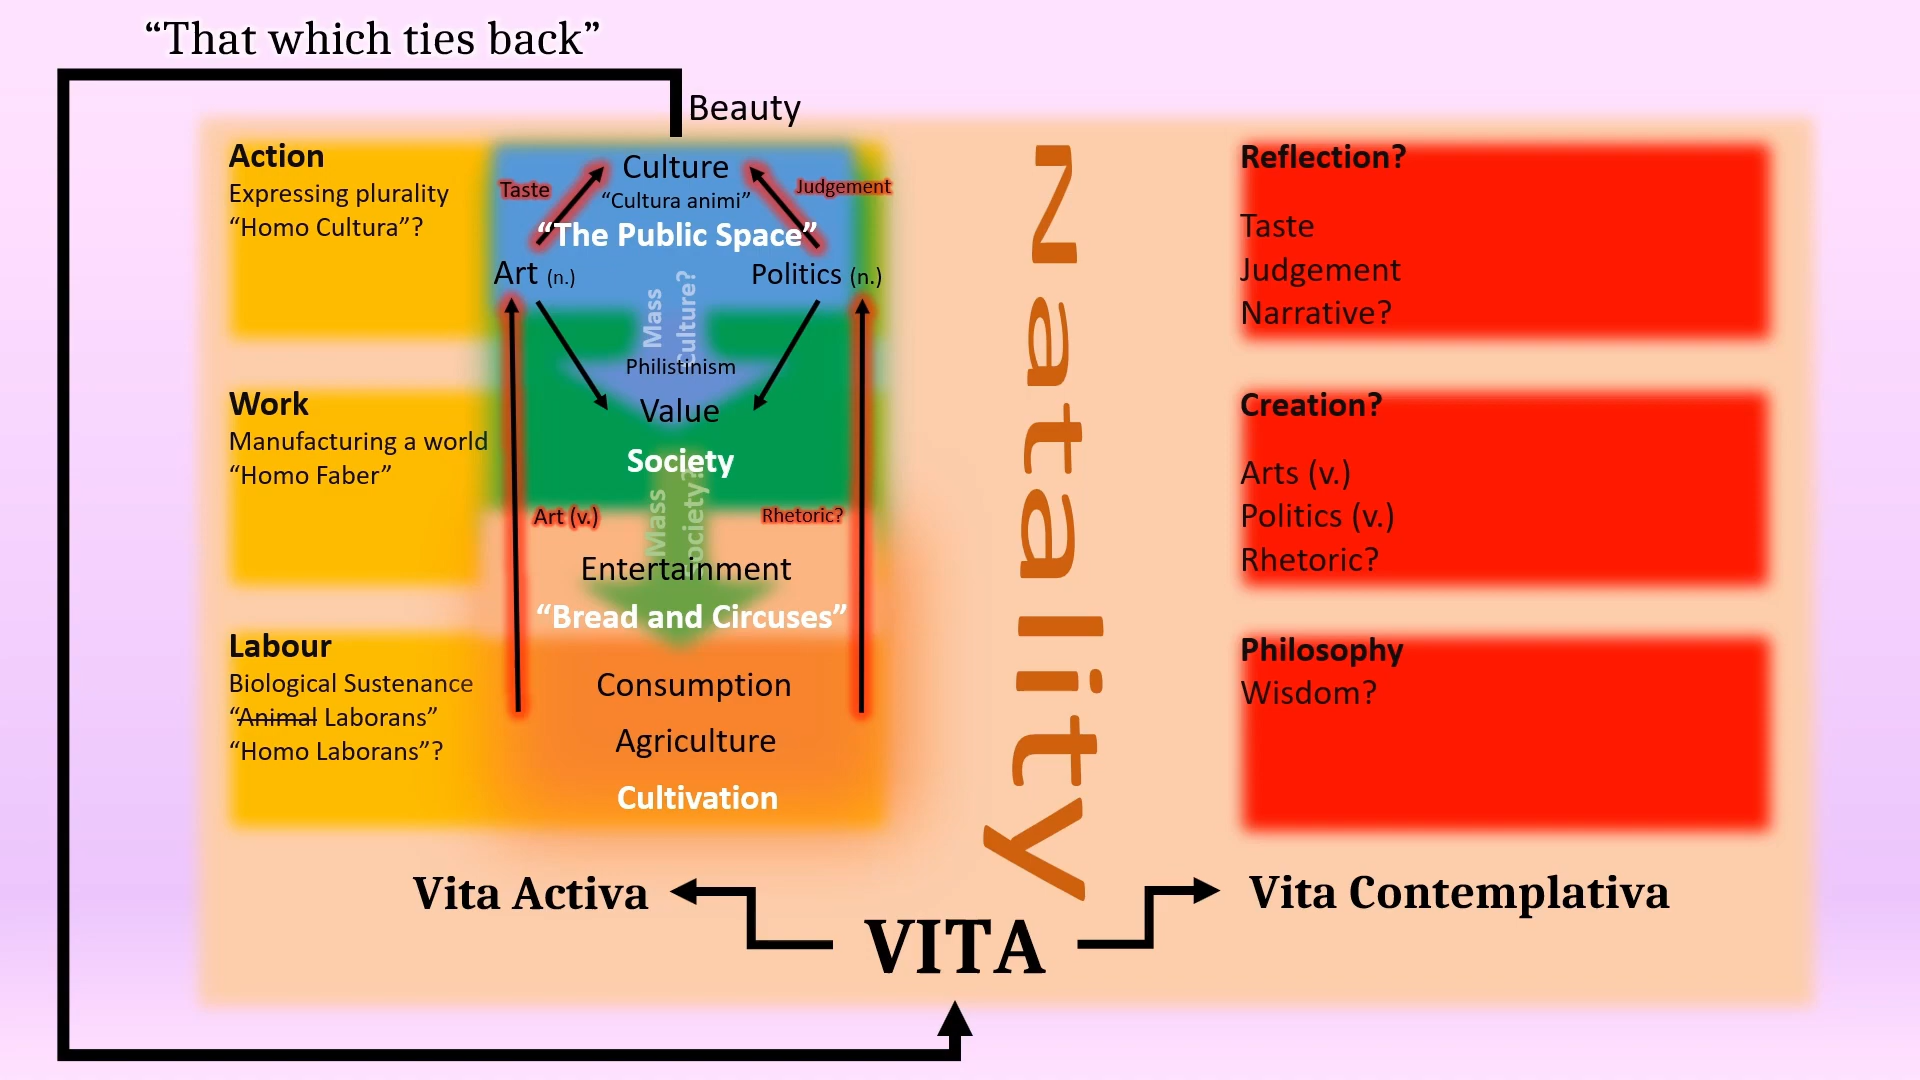 “That which ties back”
Beauty
Action
Expressing plurality
“Homo Cultura”?
Work
Manufacturing a world
“Homo Faber”
Labour
Biological Sustenance
“Animal Laborans”
“Homo Laborans”?
Culture
“Cultura animi”
Taste
Judgement
“The Public Space”
Art (n.)
Politics (n.)
Mass
culture?
Philistinism
Value
Society
Mass
society?
Art (v.)
Rhetoric?
Entertainment
“Bread and Circuses”
Consumption
Agriculture
Cultivation
Natality
Reflection?
Taste
Judgement
Narrative?
Creation?
Arts (v.)
Politics (v.)
Rhetoric?
Philosophy
Wisdom?
Vita Activa
VITA
Vita Contemplativa